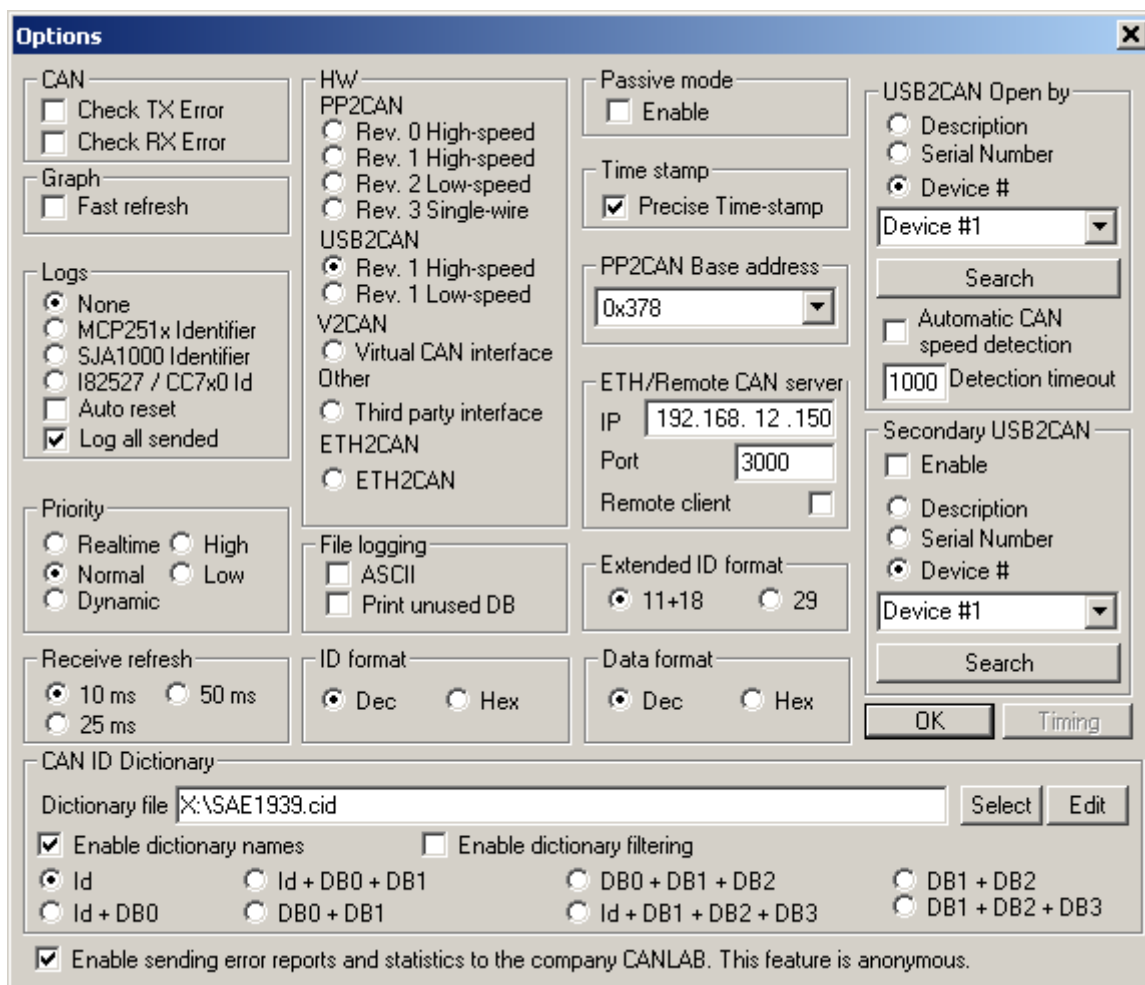 Options
CAN
Check TX Error
Check RX Error
Graph
Fast refresh
Logs
None
MCP251x Identifier
SJA1000 Identifier
I82527 / CC7x0 Id
Auto reset
Log all sended
Priority
Realtime
High
Normal
Low
Dynamic
Receive refresh
10 ms
50 ms
25 ms
HW
PP2CAN
Rev. 0 High-speed
Rev. 1 High-speed
Rev. 2 Low-speed
Rev. 3 Single-wire
USB2CAN
Rev. 1 High-speed
Rev. 1 Low-speed
V2CAN
Virtual CAN interface
Other
Third party interface
ETH2CAN
ETH2CAN
File logging
ASCII
Print unused DB
ID format
Dec
Hex
Passive mode
Enable
Time stamp
Precise Time-stamp
PP2CAN Base address
0x378
ETH/Remote CAN server
IP 192.168. 12 .150
Port 3000
Remote client
Extended ID format
11+18
29
Data format
Dec
Hex
USB2CAN Open by
Description
Serial Number
Device #
Device #1
Search
Automatic CAN
speed detection
1000 Detection timeout
Secondary USB2CAN
Enable
Description
Serial Number
Device #
Device #1
Search
OK
Timing
CAN ID Dictionary
Dictionary file X:\SAE1939.cid
Select
Edit
Enable dictionary names
Enable dictionary filtering
Id
Id + DB0 + DB1
DB0 + DB1 + DB2
DB1 + DB2
Id + DB0
DB0 + DB1
Id + DB1 + DB2 + DB3
DB1 + DB2 + DB3
Enable sending error reports and statistics to the company CANLAB. This feature is anonymous.